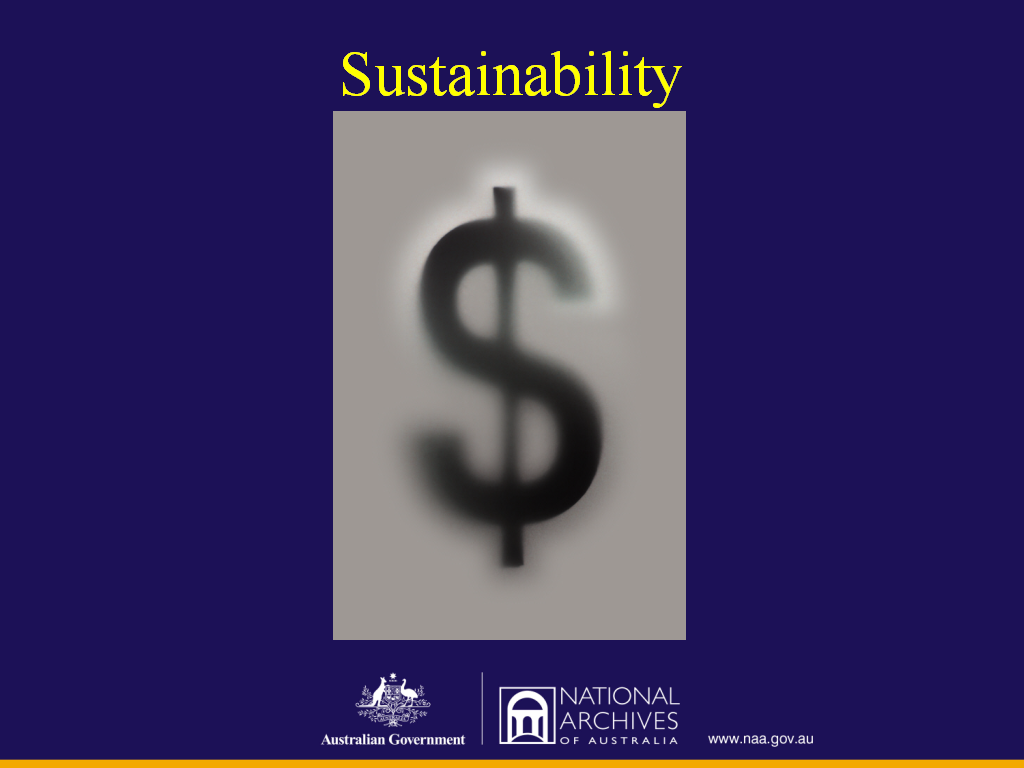 Sustainability
$
Australian Government
NATIONAL
ARCHIVES
OF AUSTRALIA
www.naa.gov.au